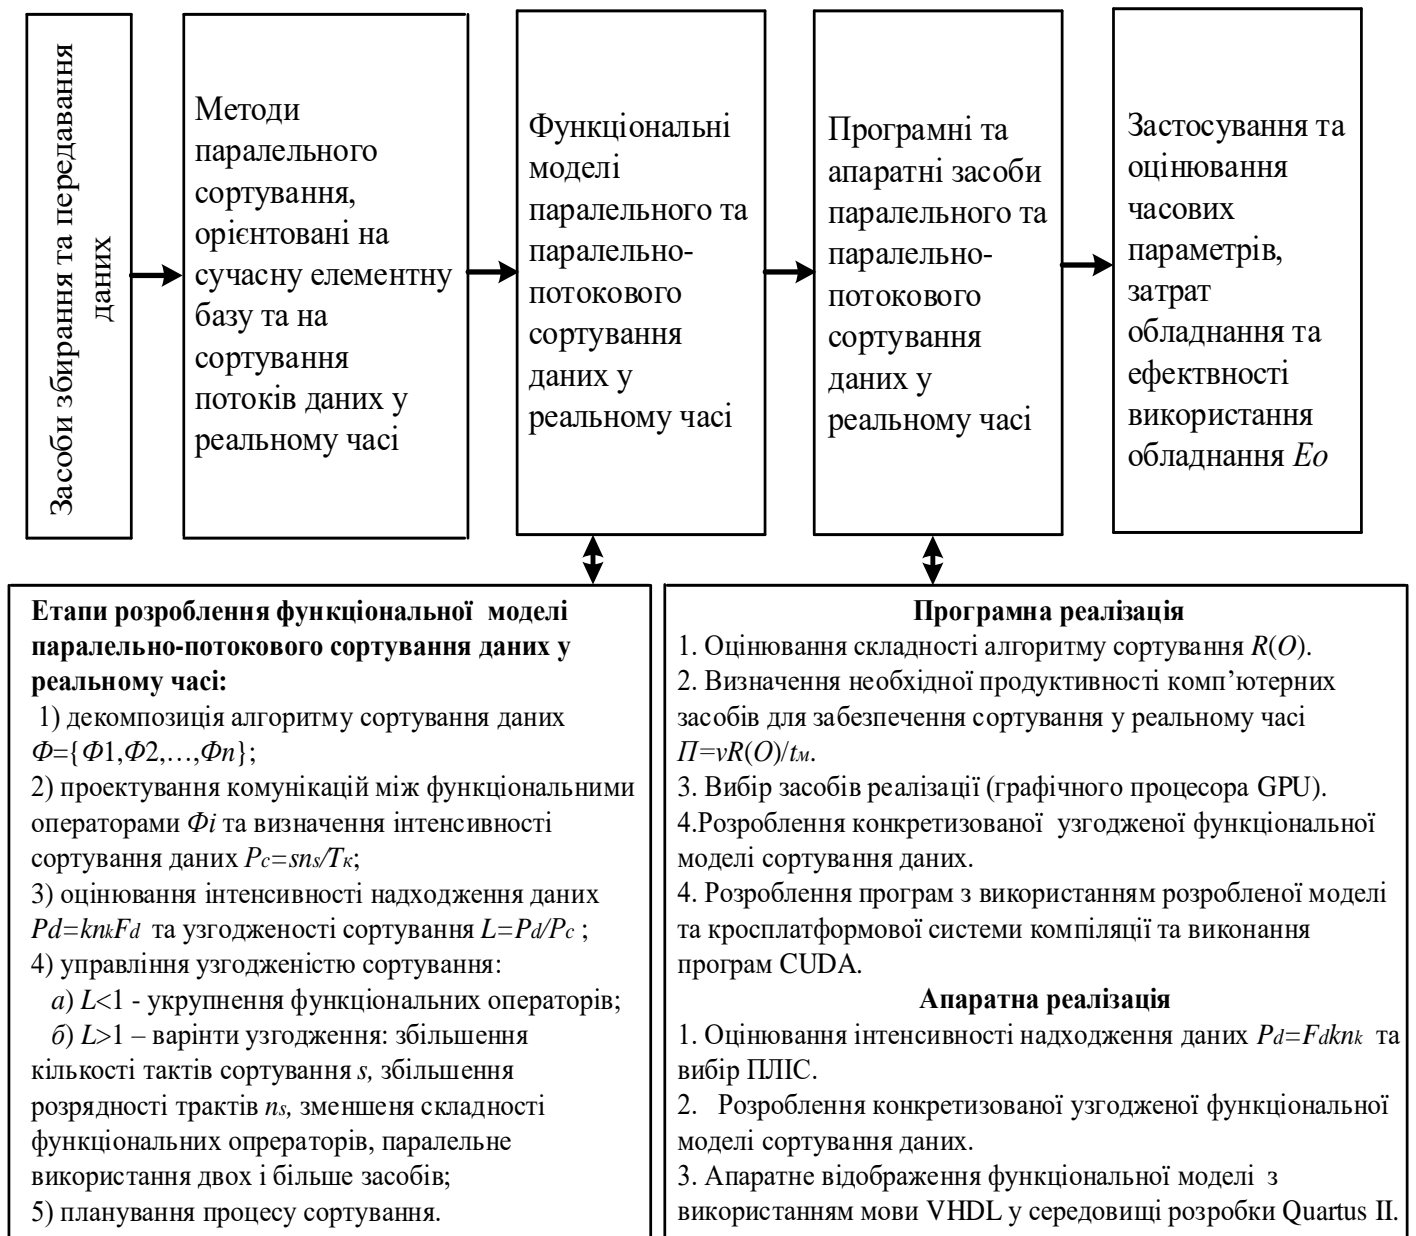 Засоби збирання та передавання
даних
Методи
паралельного
сортування,
орієнтовані на
сучасну елементну
базу та на
сортування
потоків даних у
реальному часі
Функціональні
моделі
паралельного та
паралельно-
потокового
сортування
даних у
реальному часі
Програмні та
апаратні засоби
паралельного та
паралельно-
потокового
сортування
даних у
реальному часі
Застосування та
оцінювання
часових
параметрів,
затрат
обладнання та
ефектвності
використання
обладнання Ео
Етапи розроблення функціональної моделі
паралельно-потокового сортування даних у
реальному часі:
1) декомпозиція алгоритму сортування даних
Ф={Ф1,Ф2,…,Фn};
2) проектування комунікацій між функціональними
операторами Фi та визначення інтенсивності
сортування даних Pc=sns/Tк;
3) оцінювання інтенсивності надходження даних
Pd=knkFd та узгодженості сортування L=Pd/Pc ;
4) управління узгодженістю сортування:
а) L<1 - укрупнення функціональних операторів;
б) L>1 – варінти узгодження: збільшення
кількості тактів сортування s, збільшення
розрядності трактів ns, зменшеня складності
функціональних опрераторів, паралельне
використання двох і більше засобів;
5) планування процесу сортування.
Програмна реалізація
1. Оцінювання складності алгоритму сортування R(O).
2. Визначення необхідної продуктивності комп’ютерних
засобів для забезпечення сортування у реальному часі
П=vR(O)/tм.
3. Вибір засобів реалізації (графічного процесора GPU).
4.Розроблення конкретизованої узгодженої функціональної
моделі сортування даних.
4. Розроблення програм з використанням розробленої моделі
та кросплатформової системи компіляції та виконання
програм CUDA.
Апаратна реалізація
1. Оцінювання інтенсивності надходження даних Pd=Fdknk та
вибір ПЛІС.
2. Розроблення конкретизованої узгодженої функціональної
моделі сортування даних.
3. Апаратне відображення функціональної моделі з
використанням мови VHDL у середовищі розробки Quartus II.